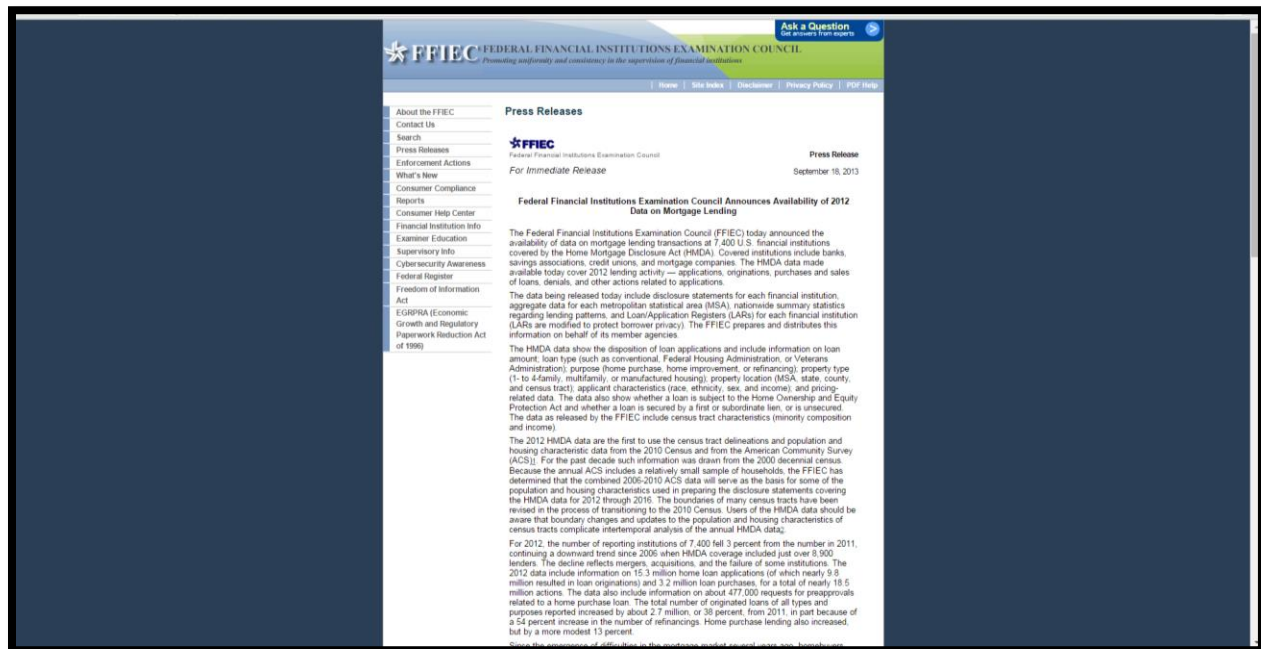 Ask a Question
Get answers from experts
FFIEC FEDERAL FINANCIAL INSTITUTIONS EXAMINATION COUNCIL
Promoting uniformity and consistency in the supervision of financial institutions
| Home | Site Index | Disclaimer | Privacy Policy | PDF Help
About the FFIEC
Contact Us
Search
Press Releases
Enforcement Actions
What's New
Consumer Compliance
Reports
Consumer Help Center
Financial Institution Info
Examiner Education
Supervisory Info
Cybersecurity Awareness
Federal Register
Freedom of Information
Act
EGRPRA (Economic
Growth and Regulatory
Paperwork Reduction Act
of 1996)
Press Releases
FFIEC
Federal Financial Institutions Examination Council
Press Release
For Immediate Release
September 18, 2013
Federal Financial Institutions Examination Council Announces Availability of 2012
Data on Mortgage Lending
The Federal Financial Institutions Examination Council (FFIEC) today announced the
availability of data on mortgage lending transactions at 7,400 U.S. financial institutions
covered by the Home Mortgage Disclosure Act (HMDA). Covered institutions include banks,
savings associations, credit unions, and mortgage companies. The HMDA data made
available today cover 2012 lending activity — applications, originations, purchases and sales
of loans, denials, and other actions related to applications.
The data being released today include disclosure statements for each financial institution,
aggregate data for each metropolitan statistical area (MSA), nationwide summary statistics
regarding lending patterns, and Loan/Application Registers (LARs) for each financial institution
(LARs are modified to protect borrower privacy). The FFIEC prepares and distributes this
information on behalf of its member agencies.
The HMDA data show the disposition of loan applications and include information on loan
amount; loan type (such as conventional, Federal Housing Administration, or Veterans
Administration); purpose (home purchase, home improvement, or refinancing); property type
(1- to 4-family, multifamily, or manufactured housing); property location (MSA, state, county,
and census tract); applicant characteristics (race, ethnicity, sex, and income); and pricing-
related data. The data also show whether a loan is subject to the Home Ownership and Equity
Protection Act and whether a loan is secured by a first or subordinate lien, or is unsecured.
The data as released by the FFIEC include census tract characteristics (minority composition
and income).
The 2012 HMDA data are the first to use the census tract delineations and population and
housing characteristic data from the 2010 Census and from the American Community Survey
(ACS)1. For the past decade such information was drawn from the 2000 decennial census.
Because the annual ACS includes a relatively small sample of households, the FFIEC has
determined that the combined 2006-2010 ACS data will serve as the basis for some of the
population and housing characteristics used in preparing the disclosure statements covering
the HMDA data for 2012 through 2016. The boundaries of many census tracts have been
revised in the process of transitioning to the 2010 Census. Users of the HMDA data should be
aware that boundary changes and updates to the population and housing characteristics of
census tracts complicate intertemporal analysis of the annual HMDA data2.
For 2012, the number of reporting institutions of 7,400 fell 3 percent from the number in 2011,
continuing a downward trend since 2006 when HMDA coverage included just over 8,900
lenders. The decline reflects mergers, acquisitions, and the failure of some institutions. The
2012 data include information on 15.3 million home loan applications (of which nearly 9.8
million resulted in loan originations) and 3.2 million loan purchases, for a total of nearly 18.5
million actions. The data also include information on about 477,000 requests for preapprovals
related to a home purchase loan. The total number of originated loans of all types and
purposes reported increased by about 2.7 million, or 38 percent, from 2011, in part because of
a 54 percent increase in the number of refinancings. Home purchase lending also increased,
but by a more modest 13 percent.
Since the emergence of difficulties in the mortgage market several years ago, homebuyers